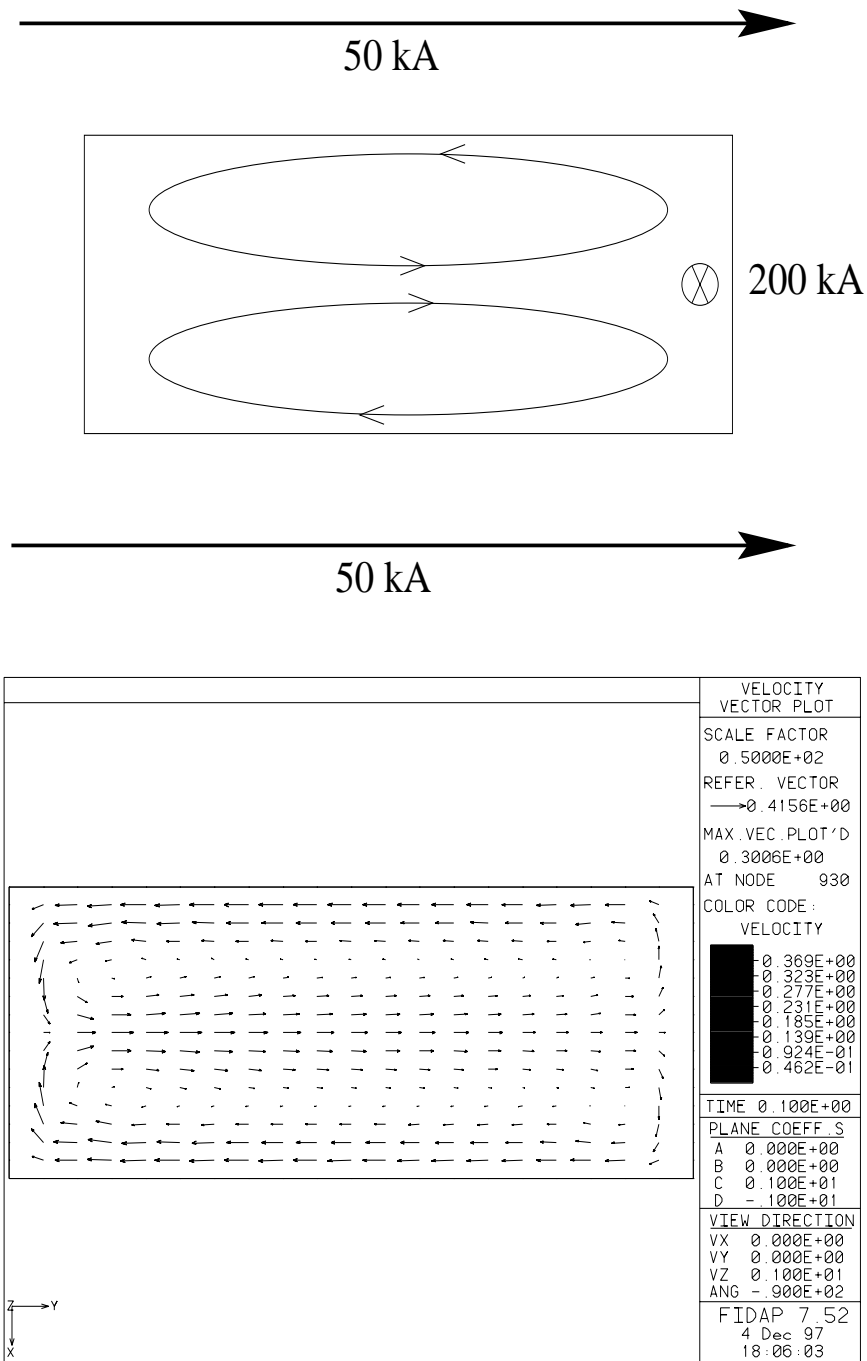 50 kA
200 kA
50 kA
VELOCITY
VECTOR PLOT
SCALE FACTOR
0.5000E+02
REFER. VECTOR
0.4156E+00
MAX.VEC.PLOT'D
0.3006E+00
AT NODE 930
COLOR CODE:
VELOCITY
0.369E+00
0.323E+00
0.277E+00
0.231E+00
0.185E+00
0.139E+00
0.924E-01
0.462E-01
TIME 0.100E+00
PLANE COEFF.S
A 0.000E+00
B 0.000E+00
C 0.100E+01
D -.100E+01
VIEW DIRECTION
VX 0.000E+00
VY 0.000E+00
VZ 0.100E+01
ANG -.900E+02
FIDAP 7.52
4 Dec 97
18:06:03
Z Y
X